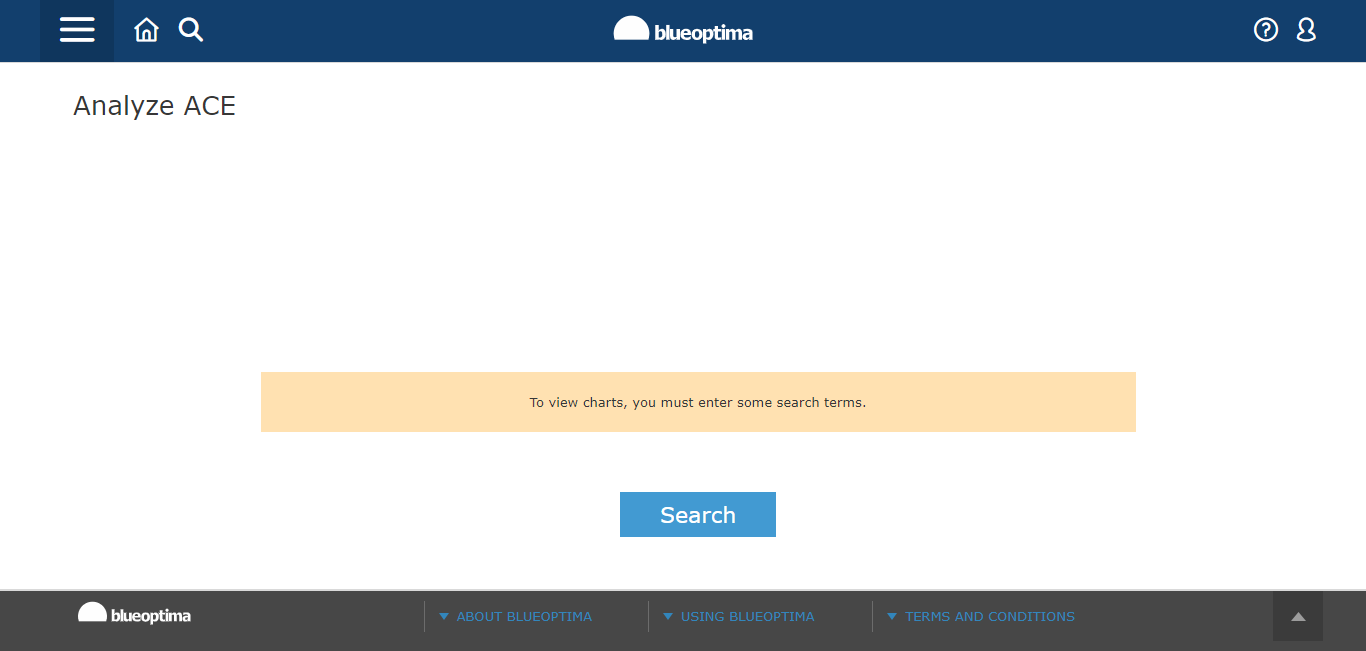 blueoptima
Analyze ACE
To view charts, you must enter some search terms.
Search
blueoptima
ABOUT BLUEOPTIMA
USING BLUEOPTIMA
TERMS AND CONDITIONS